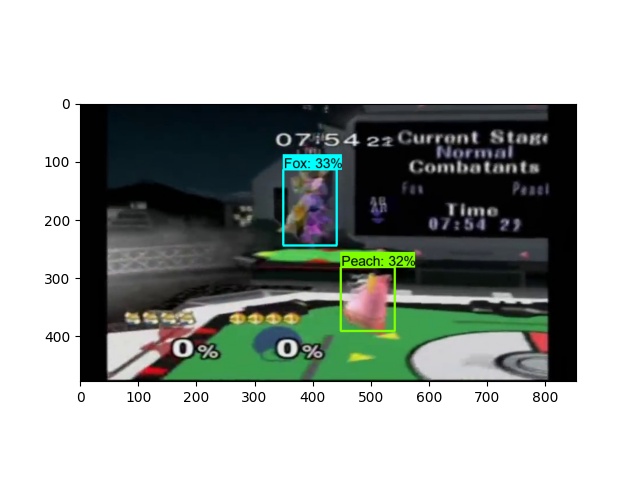 0
100
200
300
400
0 100 200 300 400 500 600 700 800
07:54 22
Current Stage
Normal
Combatants
Fox Peach
Time
07:54 22
Fox: 33%
Peach: 32%
0% 0%